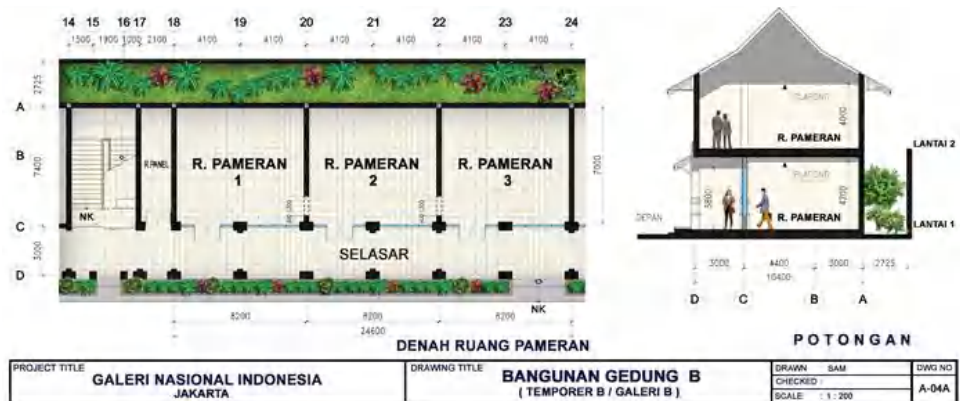 14 15 16 17 18 19 20 21 22 23 24
1500 1900 1200 2100 4100 4100 4100 4100 4100 4100
2725
A
B
7400
R.PANEL
R. PAMERAN
1
R. PAMERAN
2
R. PAMERAN
3
7000
NK
C
SELASAR
3000
D
NK
8200 8200 8200
24600
DENAH RUANG PAMERAN
PLAFOND
4000
R. PAMERAN
LANTAI 2
PLAFOND
3800
4200
DEPAN
R. PAMERAN
LANTAI 1
3000 4400 3000 2725
10400
D C B A
POTONGAN
PROJECT TITLE
GALERI NASIONAL INDONESIA
JAKARTA
DRAWING TITLE
BANGUNAN GEDUNG B
( TEMPORER B / GALERI B )
DRAWN SAM
CHECKED :
SCALE : 1 : 200
DWG NO
A-04A